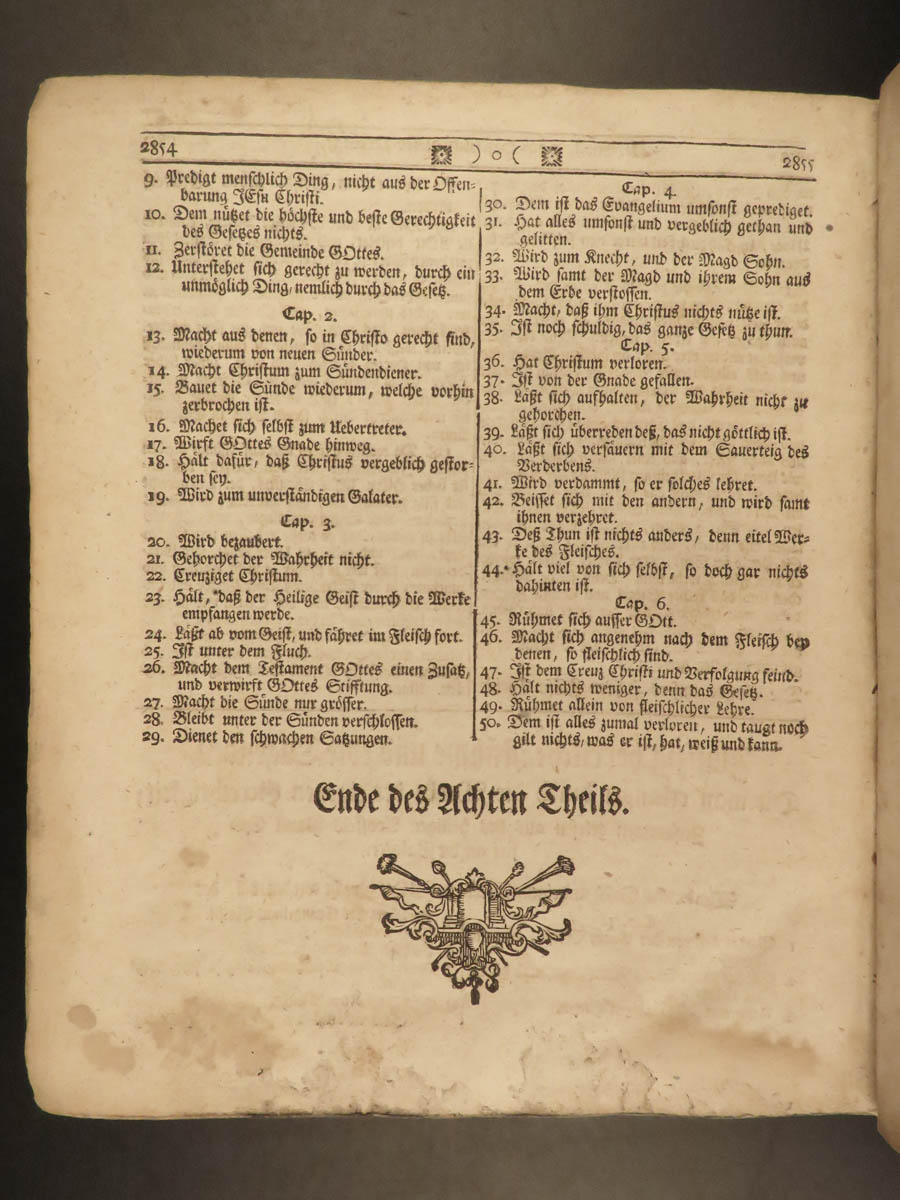 2854 ) o ( 2855
9. Predigt menschlich Ding, nicht aus der Offen-
barung JEsu Christi.
10. Dem nützet die höchste und beste Gerechtigkeit
des Gesetzes nichts.
11. Zerstöret die Gemeinde GOttes.
12. Unterstehet sich gerecht zu werden, durch ein
unmöglich Ding, nemlich durch das Gesetz.
Cap. 2.
13. Macht aus denen, so in Christo gerecht sind,
wiederum von neuen Sünder.
14. Macht Christum zum Sündendiener.
15. Bauet die Sünde wiederum, welche vorhin
zerbrochen ist.
16. Machet sich selbst zum Uebertreter.
17. Wirft GOttes Gnade hinweg.
18. Hält dafür, daß Christus vergeblich gestor-
ben sey.
19. Wird zum unverständigen Galater.
Cap. 3.
20. Wird bezaubert.
21. Gehorchet der Wahrheit nicht.
22. Creuziget Christum.
23. Hält, daß der Heilige Geist durch die Werke
empfangen werde.
24. Läßt ab vom Geist, und fähret im Fleisch fort.
25. Ist unter dem Fluch.
26. Macht dem Testament GOttes einen Zusatz,
und verwirft GOttes Stifftung.
27. Macht die Sünde nur grösser.
28. Bleibt unter der Sünden verschlossen.
29. Dienet den schwachen Satzungen.
Cap. 4.
30. Dem ist das Evangelium umsonst geprediget.
31. Hat alles umsonst und vergeblich gethan und
gelitten.
32. Wird zum Knecht, und der Magd Sohn.
33. Wird samt der Magd und ihrem Sohn aus
dem Erbe verstossen.
34. Macht, daß ihm Christus nichts nütze ist.
35. Ist noch schuldig, das ganze Gesetz zu thun.
Cap. 5.
36. Hat Christum verloren.
37. Ist von der Gnade gefallen.
38. Läßt sich aufhalten, der Wahrheit nicht zu
gehorchen.
39. Läßt sich überreden deß, das nicht göttlich ist.
40. Läßt sich versäuern mit dem Sauerteig des
Verderbens.
41. Wird verdammt, so er solches lehret.
42. Beisset sich mit den andern, und wird samt
ihnen verzehret.
43. Deß Thun ist nichts anders, denn eitel Wer-
ke des Fleisches.
44. Hält viel von sich selbst, so doch gar nichts
dahinten ist.
Cap. 6.
45. Rühmet sich ausser GOtt.
46. Macht sich angenehm nach dem Fleisch bey
denen, so fleischlich sind.
47. Ist dem Creuz Christi und Verfolgung feind.
48. Hält nichts weniger, denn das Gesetz.
49. Rühmet allein von fleischlicher Lehre.
50. Dem ist alles zumal verloren, und taugt noch
gilt nichts, was er ist, hat, weiß und kann.
Ende des Achten Theils.